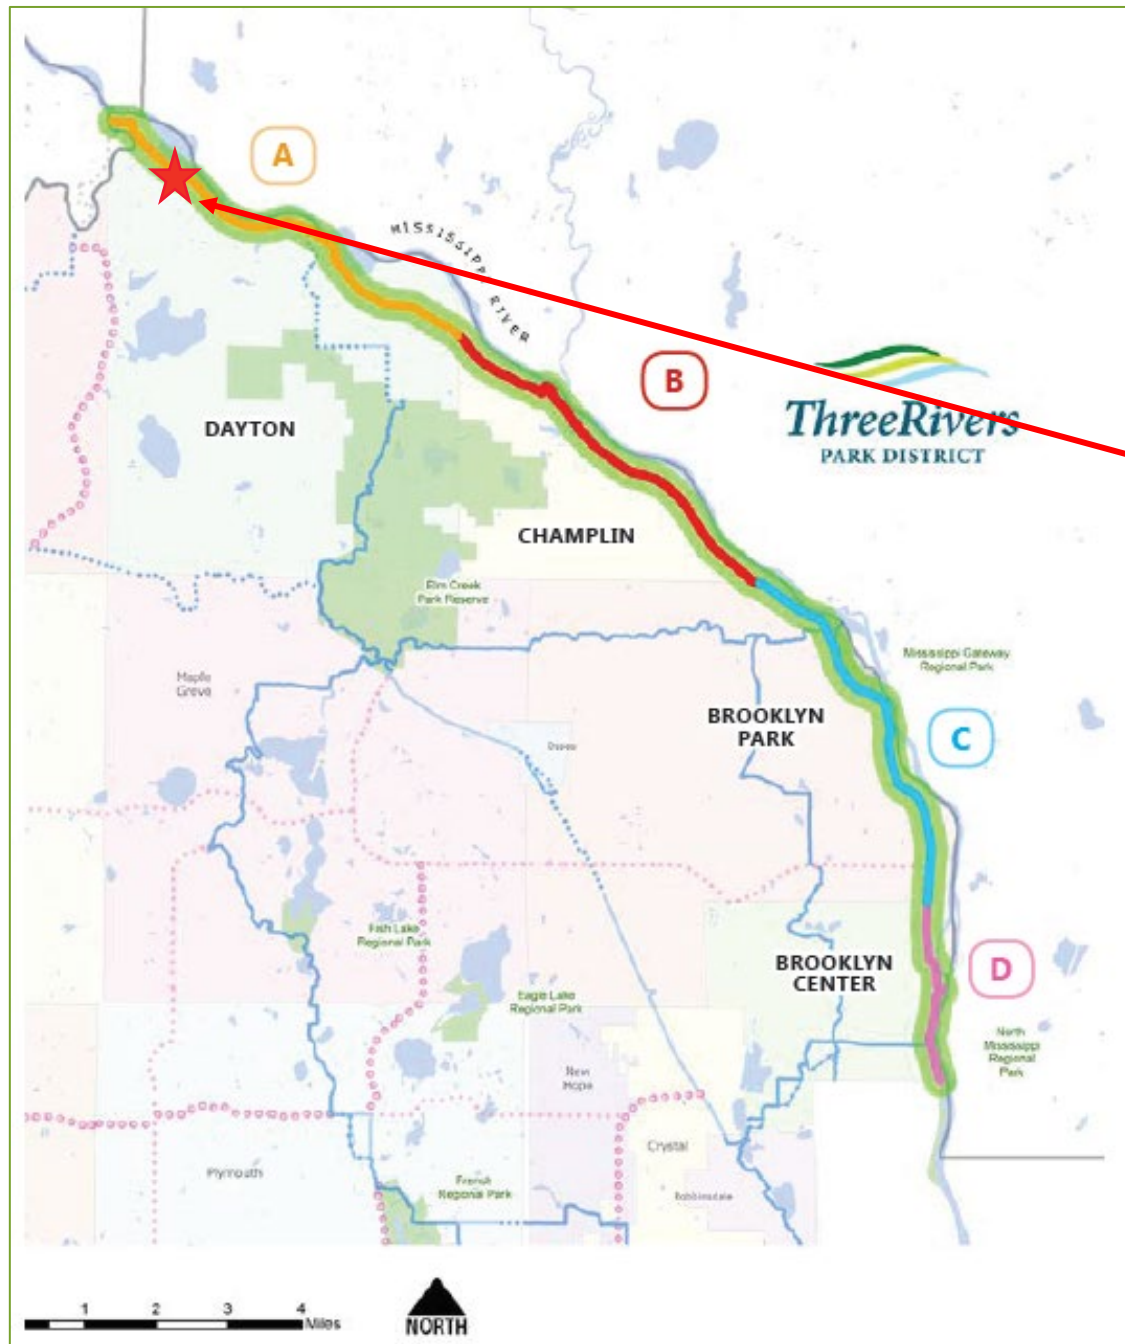 A
MISSISSIPPI RIVER
B
ThreeRivers
PARK DISTRICT
DAYTON
CHAMPLIN
Elm Creek
Park Reserve
Mississippi Gateway
Regional Park
Maple
Grove
BROOKLYN
PARK
C
Osseo
Fish Lake
Regional Park
BROOKLYN
CENTER
D
Eagle Lake
Regional Park
North
Mississippi
Regional
Park
New
Hope
Crystal
Plymouth
French
Regional Park
Robbinsdale
1 2 3 4
Miles
NORTH